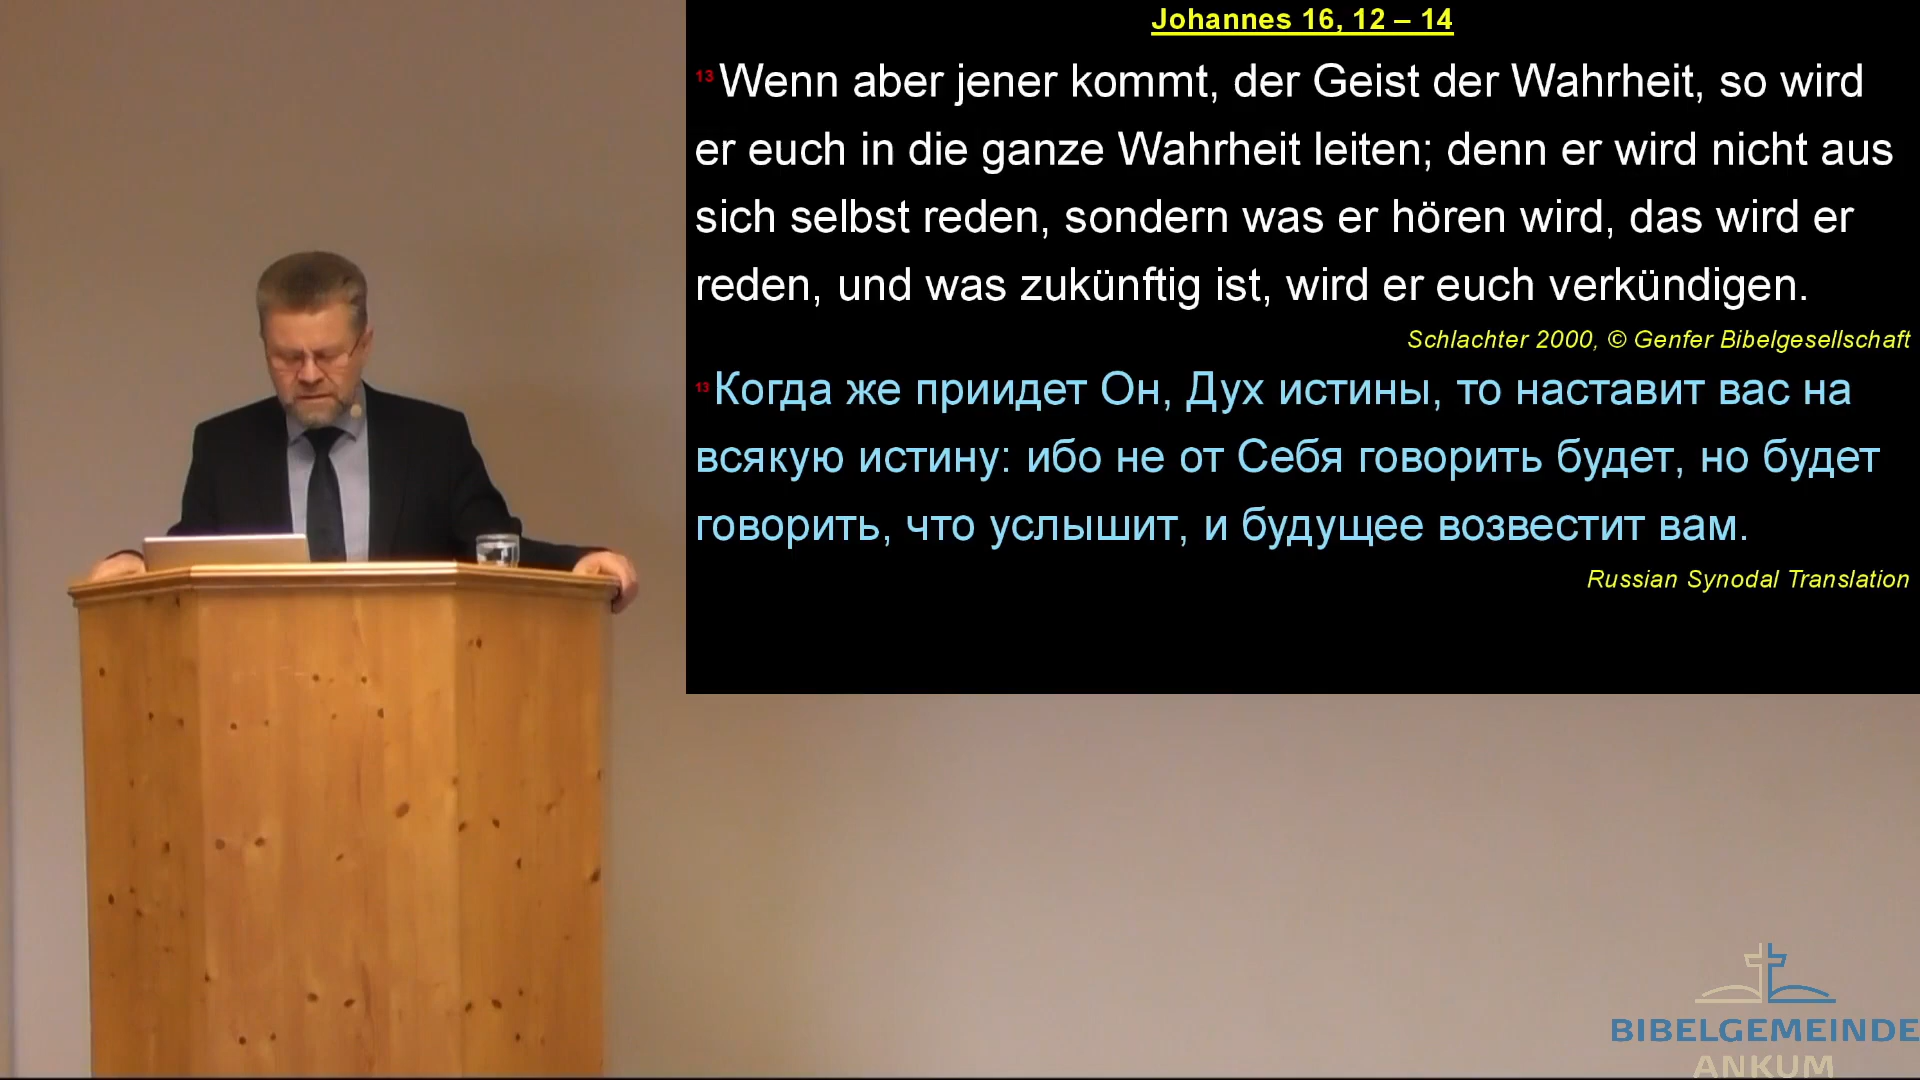 Johannes 16, 12 – 14
13 Wenn aber jener kommt, der Geist der Wahrheit, so wird
er euch in die ganze Wahrheit leiten; denn er wird nicht aus
sich selbst reden, sondern was er hören wird, das wird er
reden, und was zukünftig ist, wird er euch verkündigen.
Schlachter 2000, © Genfer Bibelgesellschaft
13 Когда же приидет Он, Дух истины, то наставит вас на
всякую истину: ибо не от Себя говорить будет, но будет
говорить, что услышит, и будущее возвестит вам.
Russian Synodal Translation
BIBELGEMEINDE
ANKUM